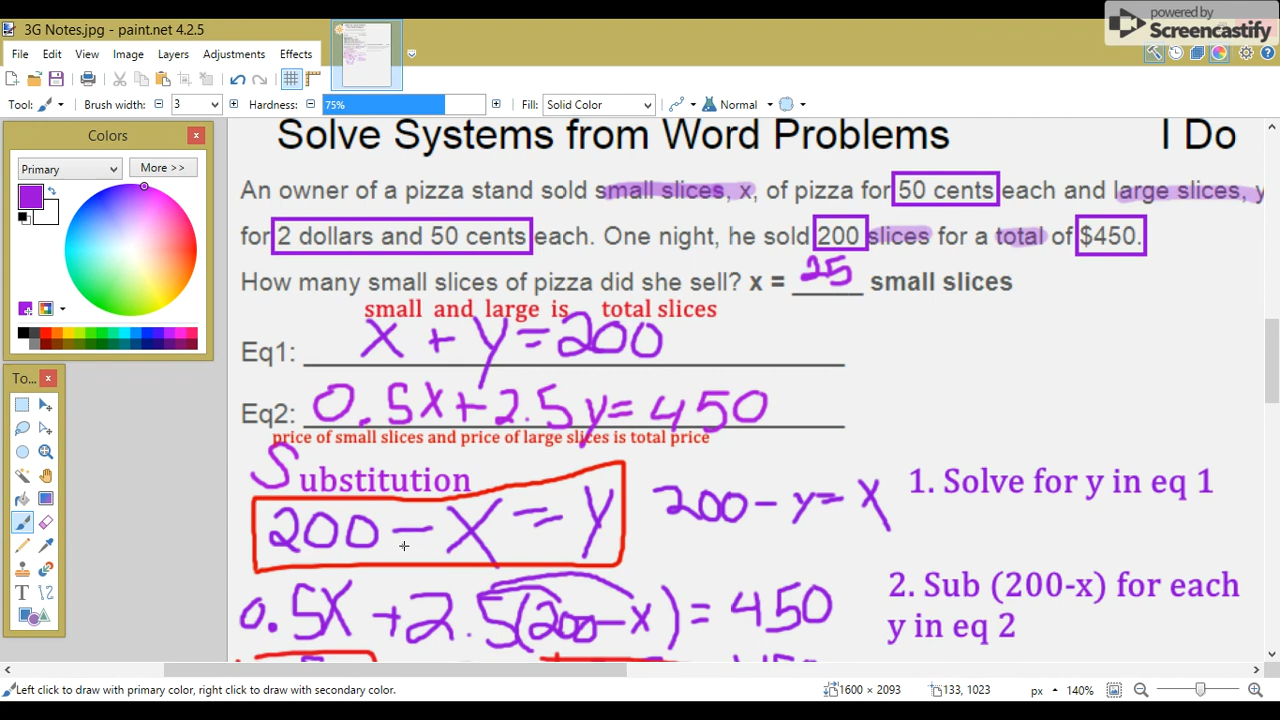 powered by
Screencastify
3G Notes.jpg - paint.net 4.2.5
File Edit View Image Layers Adjustments Effects
Tool: Brush width: 3 Hardness: 75% Fill: Solid Color Normal
Colors
Primary More >>
To...
Solve Systems from Word Problems I Do
An owner of a pizza stand sold small slices, x, of pizza for 50 cents each and large slices, y
for 2 dollars and 50 cents each. One night, he sold 200 slices for a total of $450.
How many small slices of pizza did she sell? x = 25 small slices
small and large is total slices
Eq1: x + y = 200
Eq2: 0.5x + 2.5y = 450
price of small slices and price of large slices is total price
Substitution
200 - x = y 200 - y = x 1. Solve for y in eq 1
0.5x + 2.5(200 - x) = 450 2. Sub (200-x) for each
y in eq 2
Left click to draw with primary color, right click to draw with secondary color. 1600 × 2093 133, 1023 px 140%